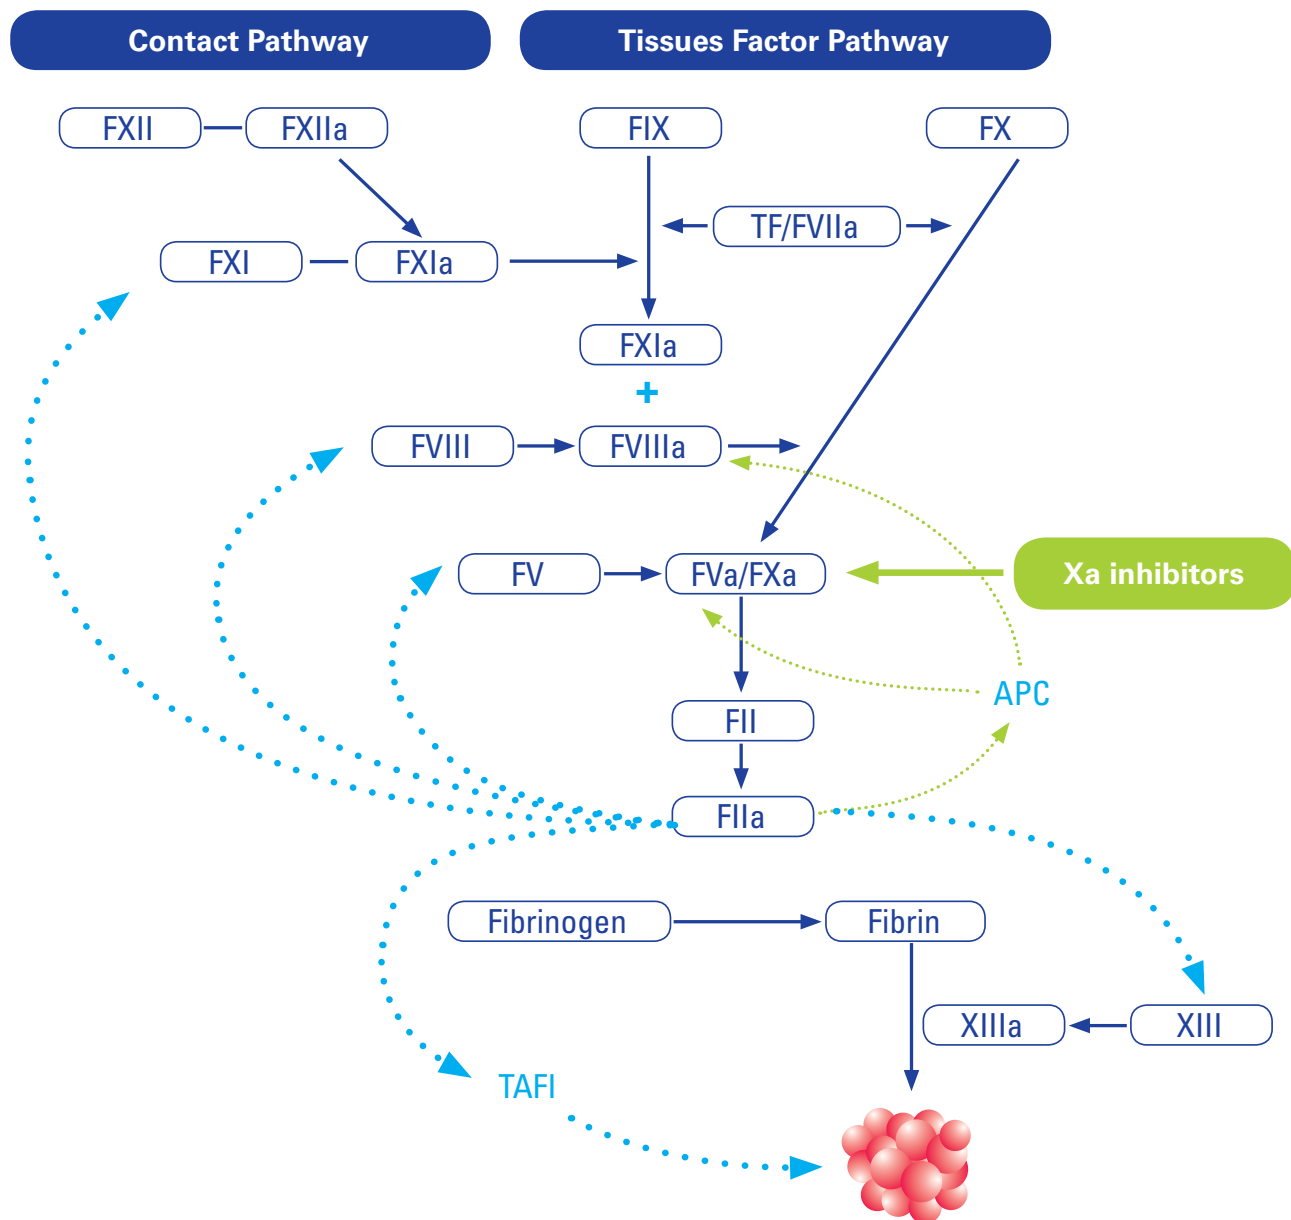 Contact Pathway
Tissues Factor Pathway
FXII
FXIIa
FIX
FX
TF/FVIIa
FXI
FXIa
FXIa
+
FVIII
FVIIIa
FV
FVa/FXa
Xa inhibitors
APC
FII
FIIa
Fibrinogen
Fibrin
XIIIa
XIII
TAFI